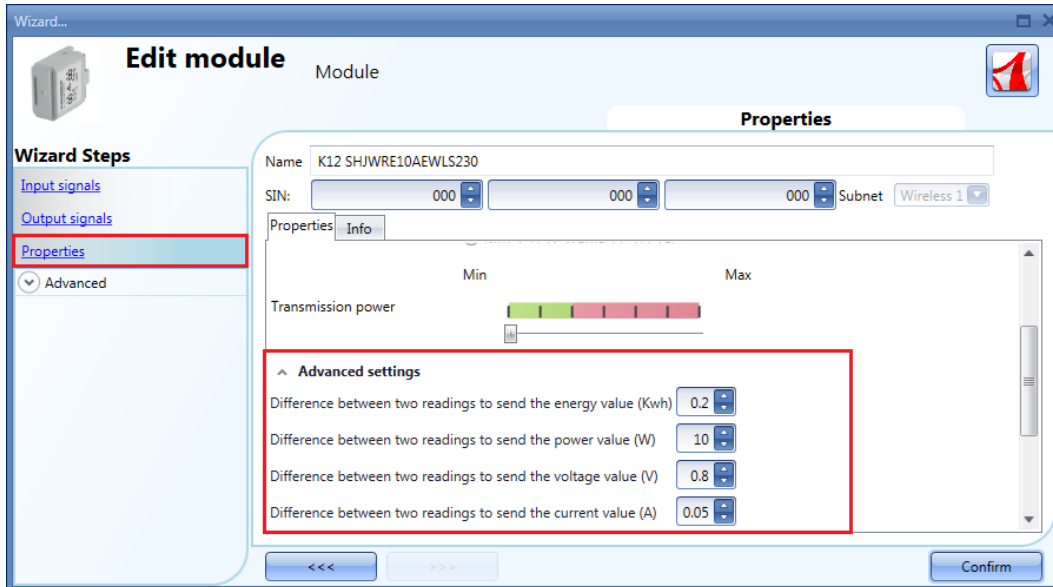 Wizard...
Edit module
Module
Properties
Wizard Steps
Input signals
Output signals
Properties
Advanced
Name K12 SHJWRE10AEWLS230
SIN: 000 000 000 Subnet Wireless 1
Properties Info
Min Max
Transmission power
Advanced settings
Difference between two readings to send the energy value (Kwh) 0.2
Difference between two readings to send the power value (W) 10
Difference between two readings to send the voltage value (V) 0.8
Difference between two readings to send the current value (A) 0.05
<<< >>> Confirm